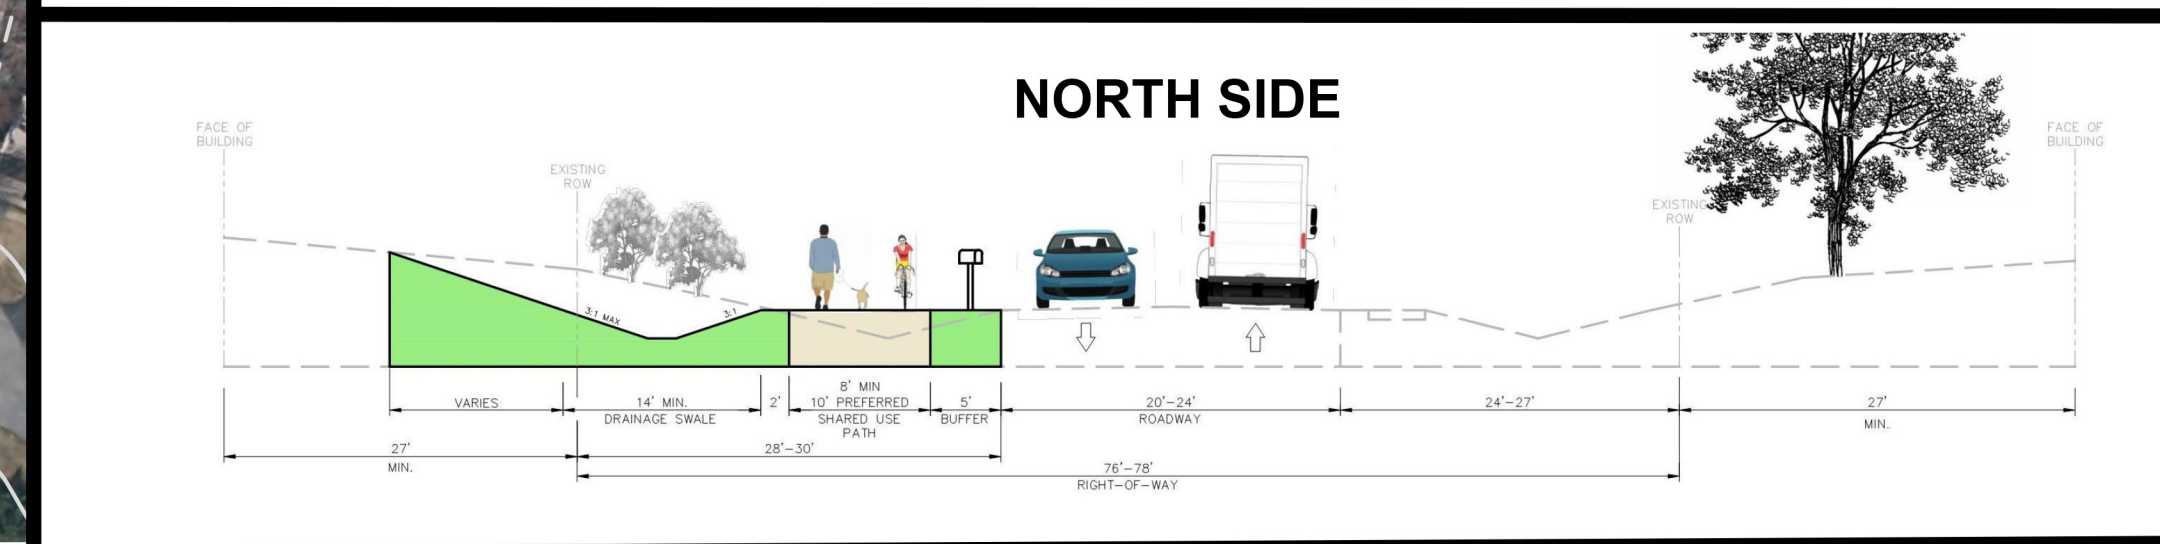 NORTH SIDE
FACE OF
BUILDING
EXISTING
ROW
EXISTING
ROW
FACE OF
BUILDING
3:1 MAX
3:1
VARIES
14' MIN.
DRAINAGE SWALE
2'
8' MIN
10' PREFERRED
SHARED USE
PATH
5'
BUFFER
20'-24'
ROADWAY
24'-27'
27'
MIN.
27'
MIN.
28'-30'
76'-78'
RIGHT-OF-WAY